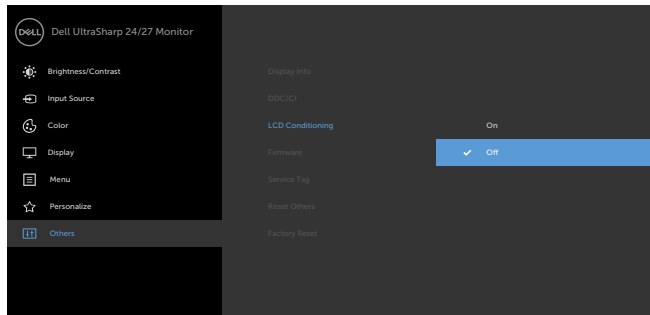 DELL
Dell UltraSharp 24/27 Monitor
Brightness/Contrast
Input Source
Color
Display
Menu
Personalize
Others
Display Info
DDC/CI
LCD Conditioning
Firmware
Service Tag
Reset Others
Factory Reset
On
Off